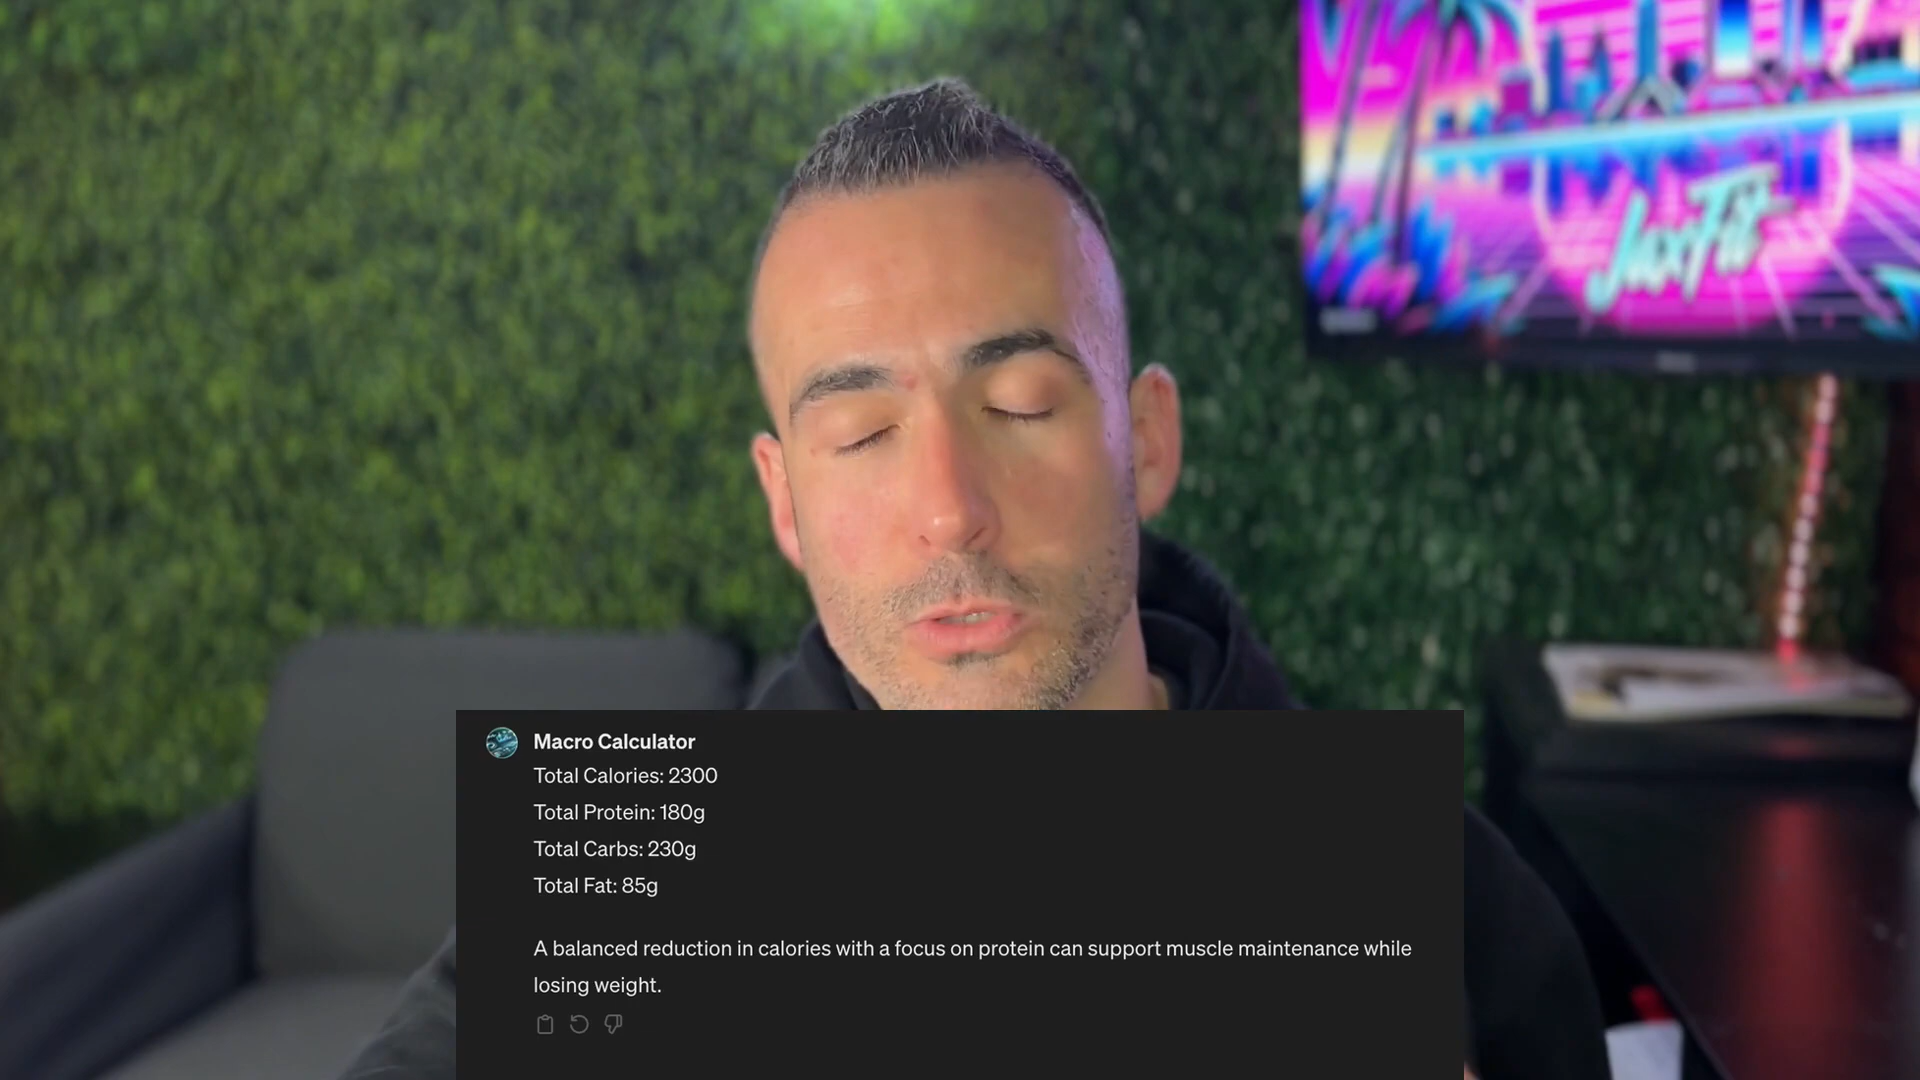 JaxFit
Macro Calculator
Total Calories: 2300
Total Protein: 180g
Total Carbs: 230g
Total Fat: 85g
A balanced reduction in calories with a focus on protein can support muscle maintenance while
losing weight.